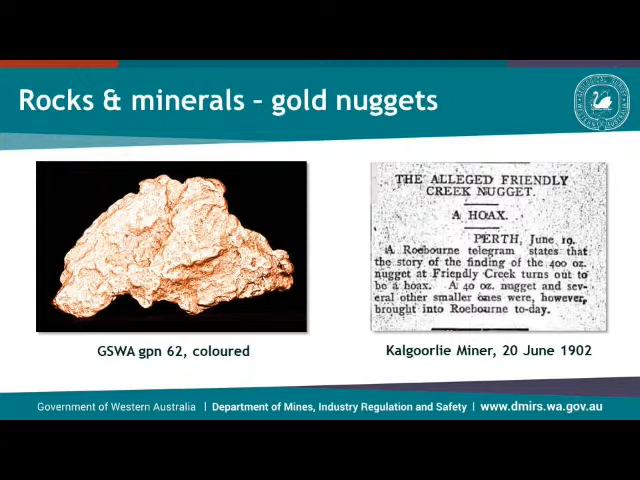 Rocks & minerals – gold nuggets
THE ALLEGED FRIENDLY
CREEK NUGGET.
A HOAX.
PERTH, June 19.
A Roebourne telegram states that
the story of the finding of the 400 oz.
nugget at Friendly Creek turns out to
be a hoax. A 40 oz. nugget and sev-
eral other smaller ones were, however,
brought into Roebourne to-day.
GSWA gpn 62, coloured
Kalgoorlie Miner, 20 June 1902
Government of Western Australia | Department of Mines, Industry Regulation and Safety | www.dmirs.wa.gov.au